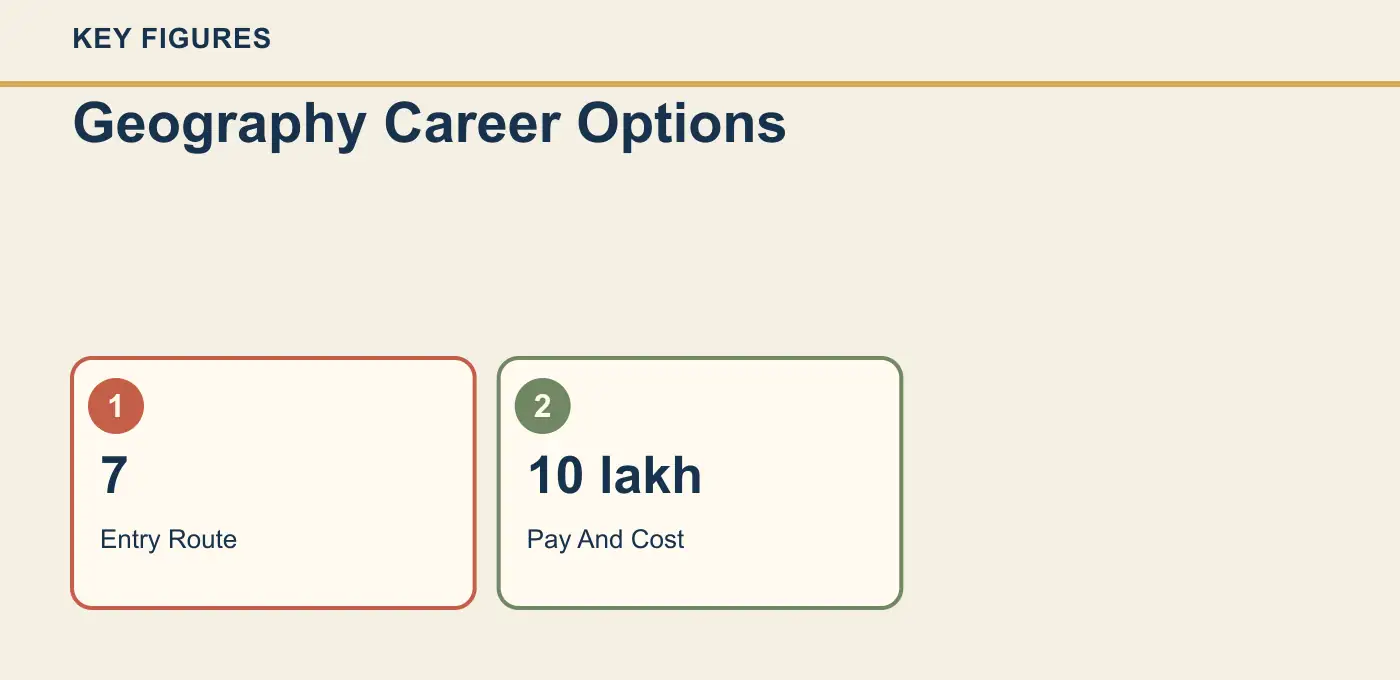 KEY FIGURES
Geography Career Options
1
7
Entry Route
2
10 lakh
Pay And Cost